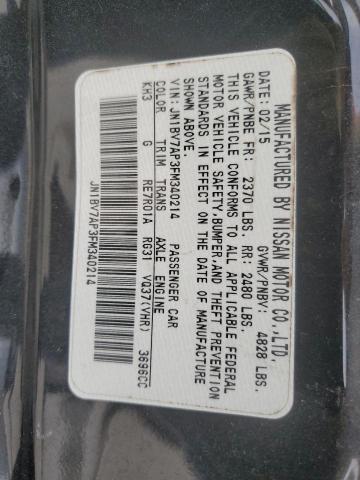 MANUFACTURED BY NISSAN MOTOR CO.,LTD.
DATE: 02/15 GVWR/PNBV: 4828 LBS.
GAWR/PNBE FR: 2370 LBS. RR: 2480 LBS.
THIS VEHICLE CONFORMS TO ALL APPLICABLE FEDERAL
MOTOR VEHICLE SAFETY,BUMPER,AND THEFT PREVENTION
STANDARDS IN EFFECT ON THE DATE OF MANUFACTURE
SHOWN ABOVE.
VIN:JN1BV7AP3FM340214 PASSENGER CAR
COLOR TRIM TRANS AXLE ENGINE
KH3 G RE7R01A RG31 VQ37(VHR) 3696CC
JN1BV7AP3FM340214